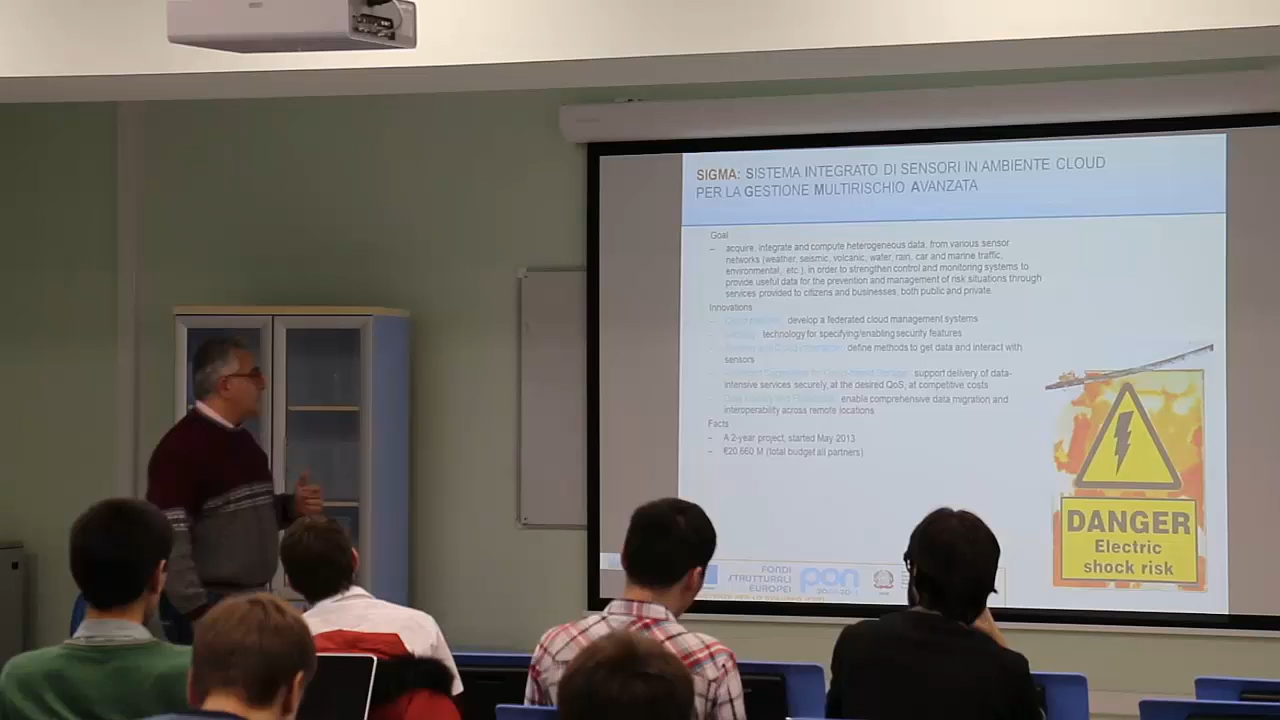 SIGMA: SISTEMA INTEGRATO DI SENSORI IN AMBIENTE CLOUD
PER LA GESTIONE MULTIRISCHIO AVANZATA
Goal
– acquire, integrate and compute heterogeneous data, from various sensor
networks (weather, seismic, volcanic, water, rain, car and marine traffic,
environmental, etc.), in order to strengthen control and monitoring systems to
provide useful data for the prevention and management of risk situations through
services provided to citizens and businesses, both public and private.
Innovations
– develop a federated cloud management systems
– technology for specifying/enabling security features
– define methods to get data and interact with
sensors
– support delivery of data-
intensive services securely, at the desired QoS, at competitive costs
– enable comprehensive data migration and
interoperability across remote locations
Facts
– A 2-year project, started May 2013
– €20.660 M (total budget all partners)
DANGER
Electric
shock risk
FONDI
STRUTTURALI
EUROPEI
pon